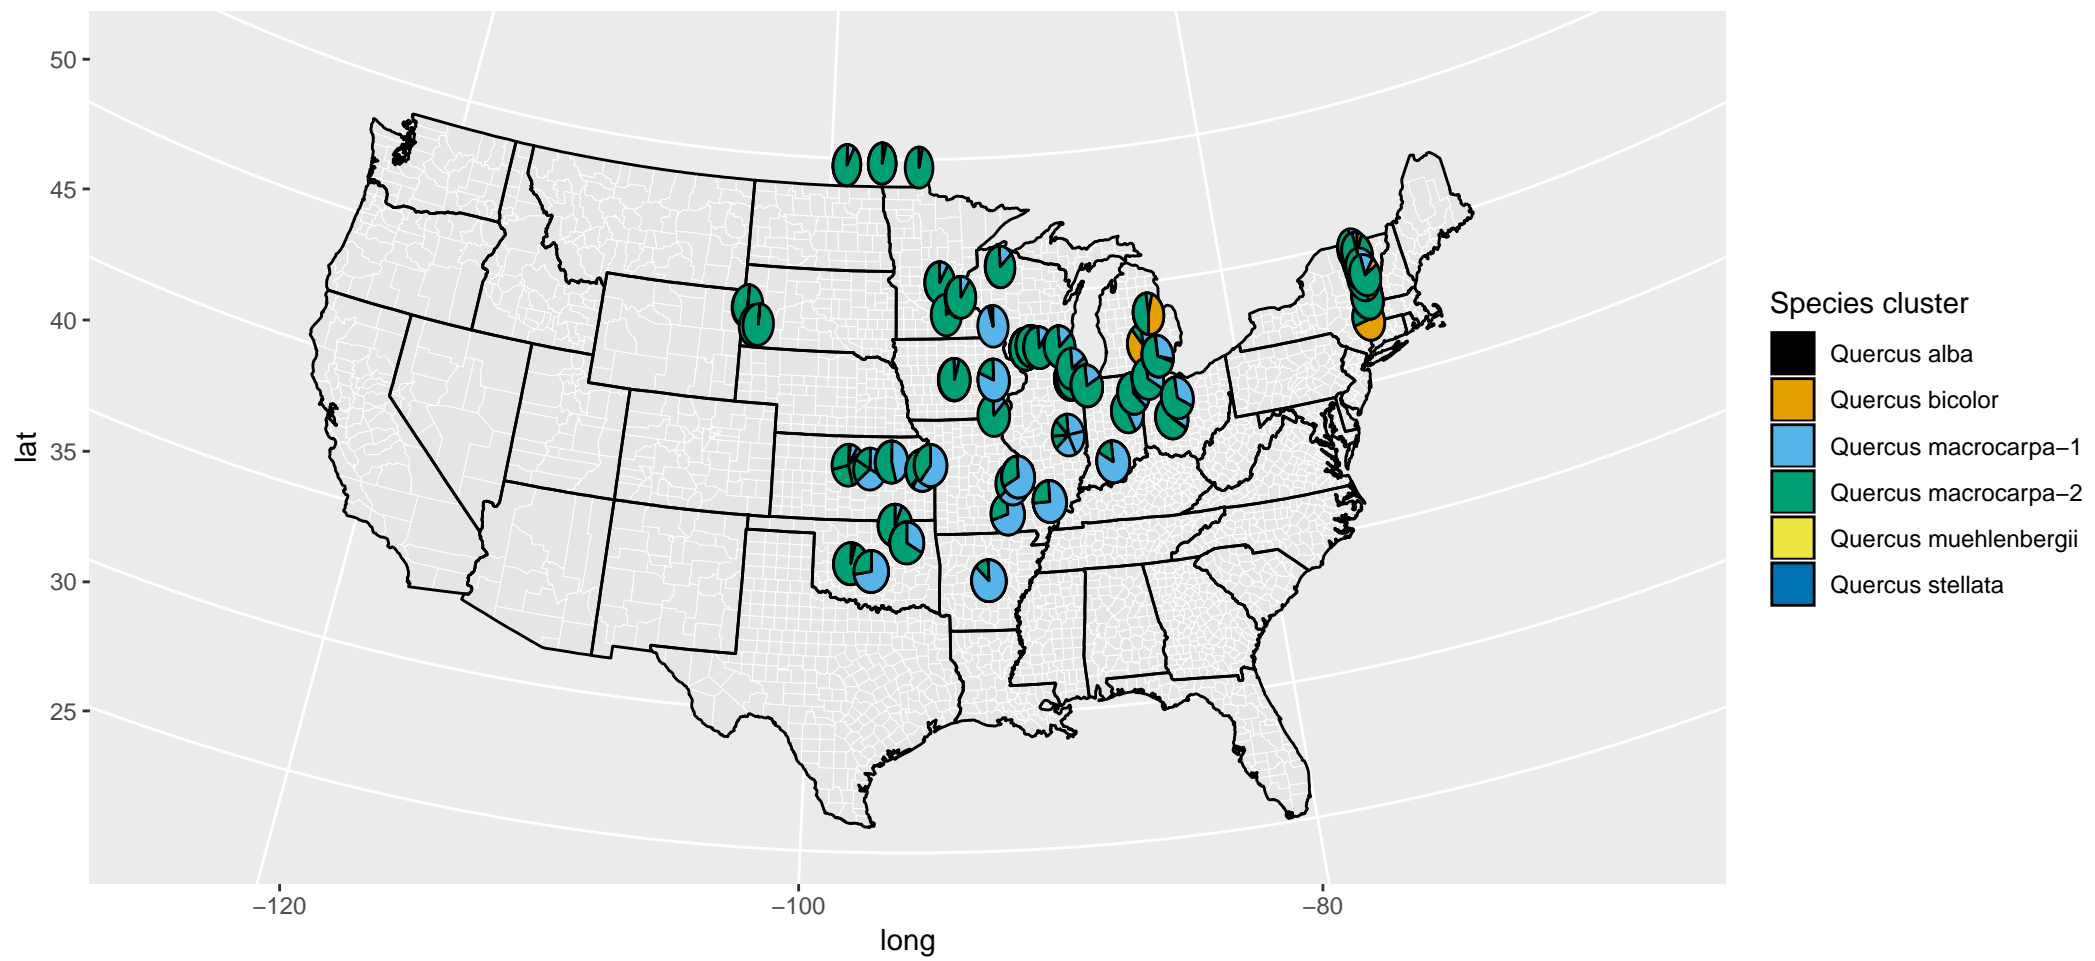 50
45
40
35
30
25
lat
−120
−100
−80
long
Species cluster
Quercus alba
Quercus bicolor
Quercus macrocarpa−1
Quercus macrocarpa−2
Quercus muehlenbergii
Quercus stellata